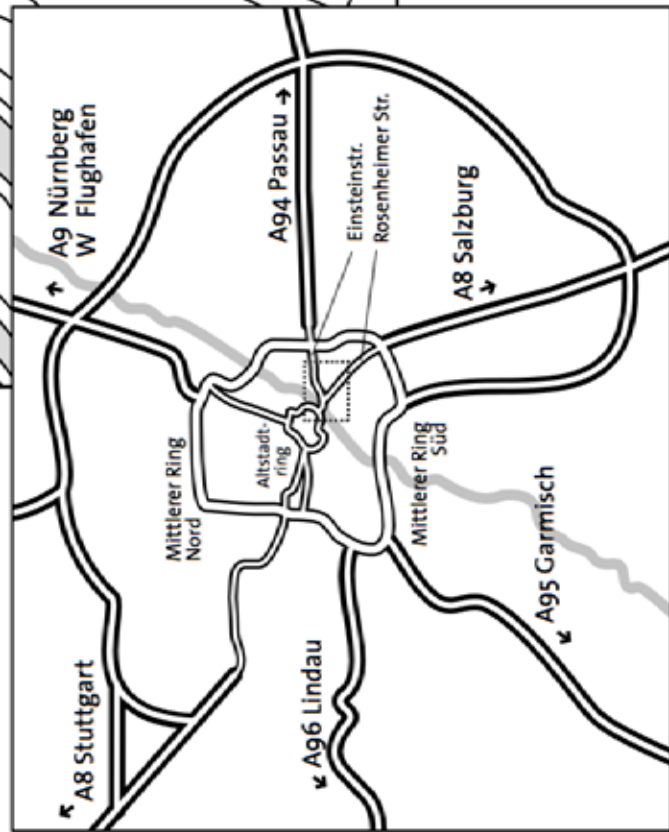 A8 Stuttgart
A9 Nürnberg
W Flughafen
Mittlerer Ring
Nord
Altstadt-
ring
A94 Passau
Einsteinstr.
Rosenheimer Str.
A96 Lindau
Mittlerer Ring
Süd
A8 Salzburg
A95 Garmisch